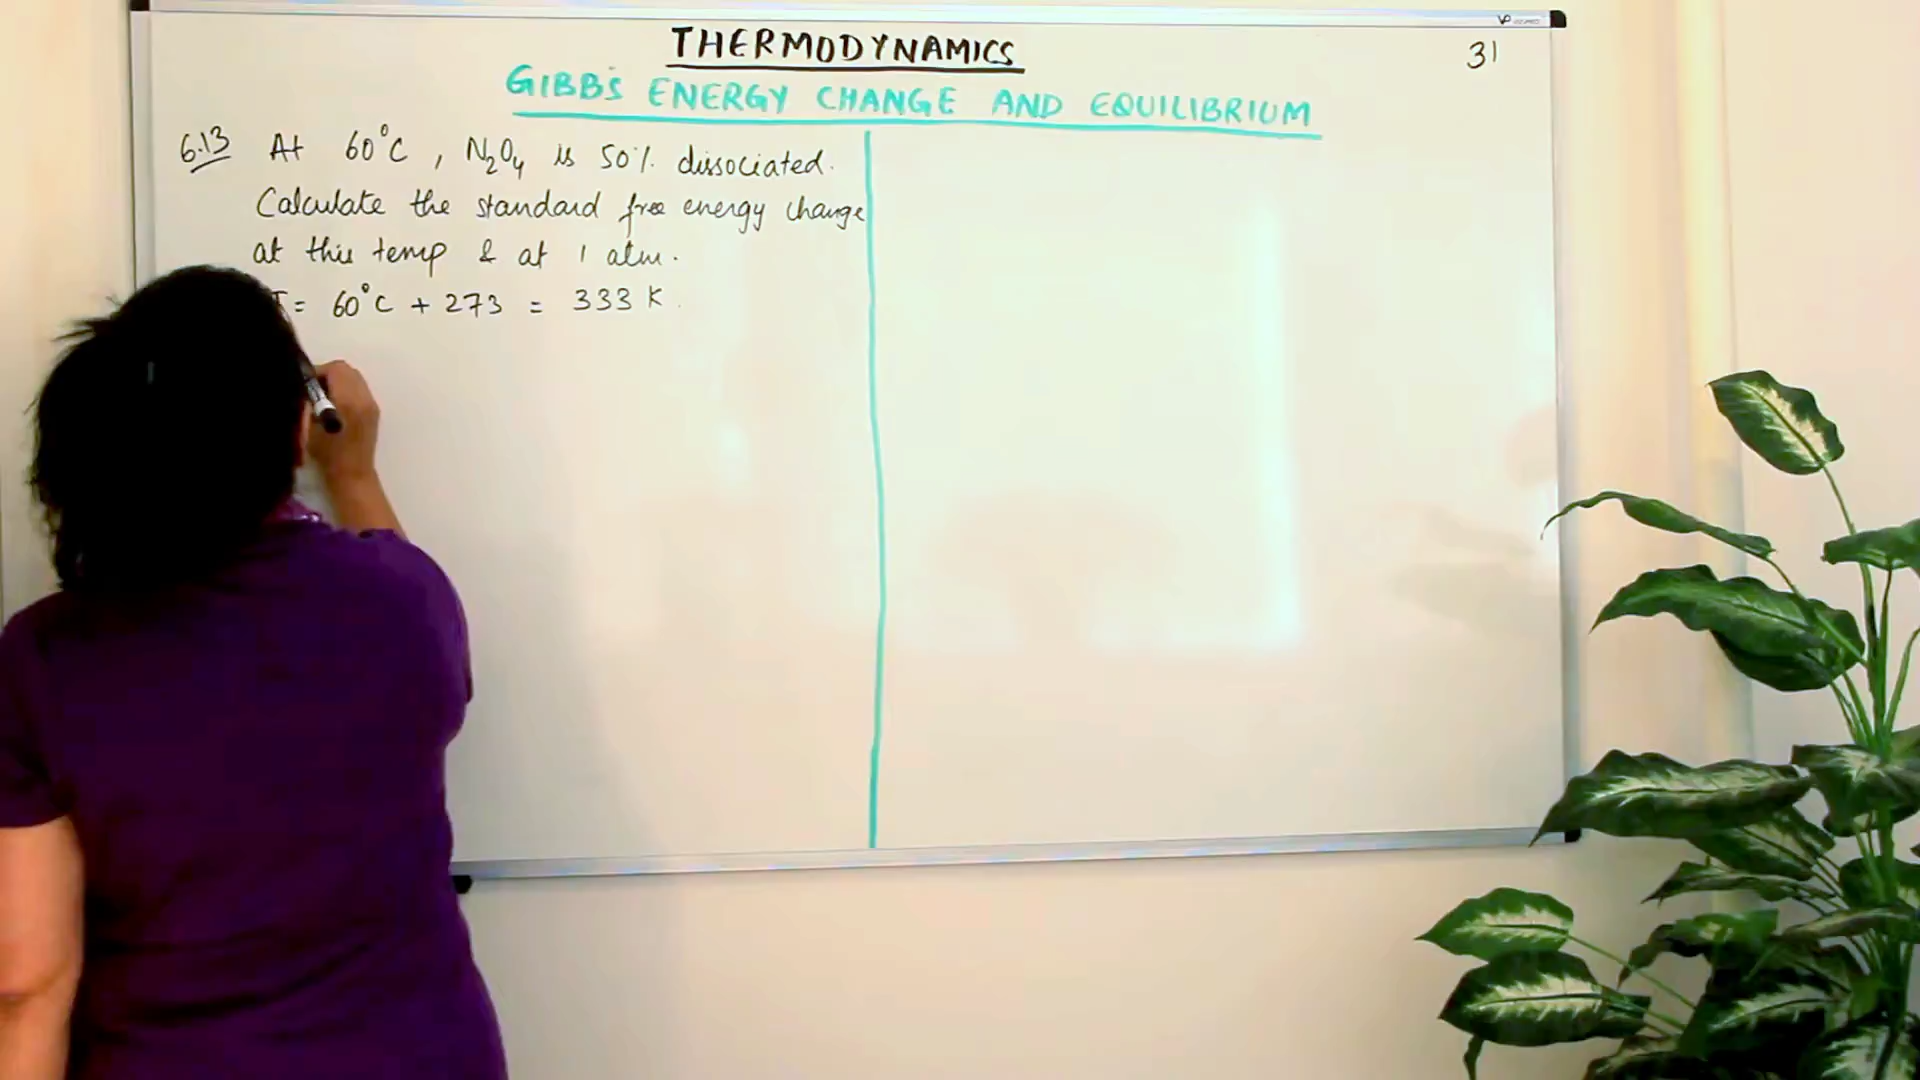 THERMODYNAMICS
31
GIBB'S ENERGY CHANGE AND EQUILIBRIUM
6.13 At 60°C, N₂O₄ is 50% dissociated.
Calculate the standard free energy change
at this temp & at 1 atm.
T = 60°C + 273 = 333 K.